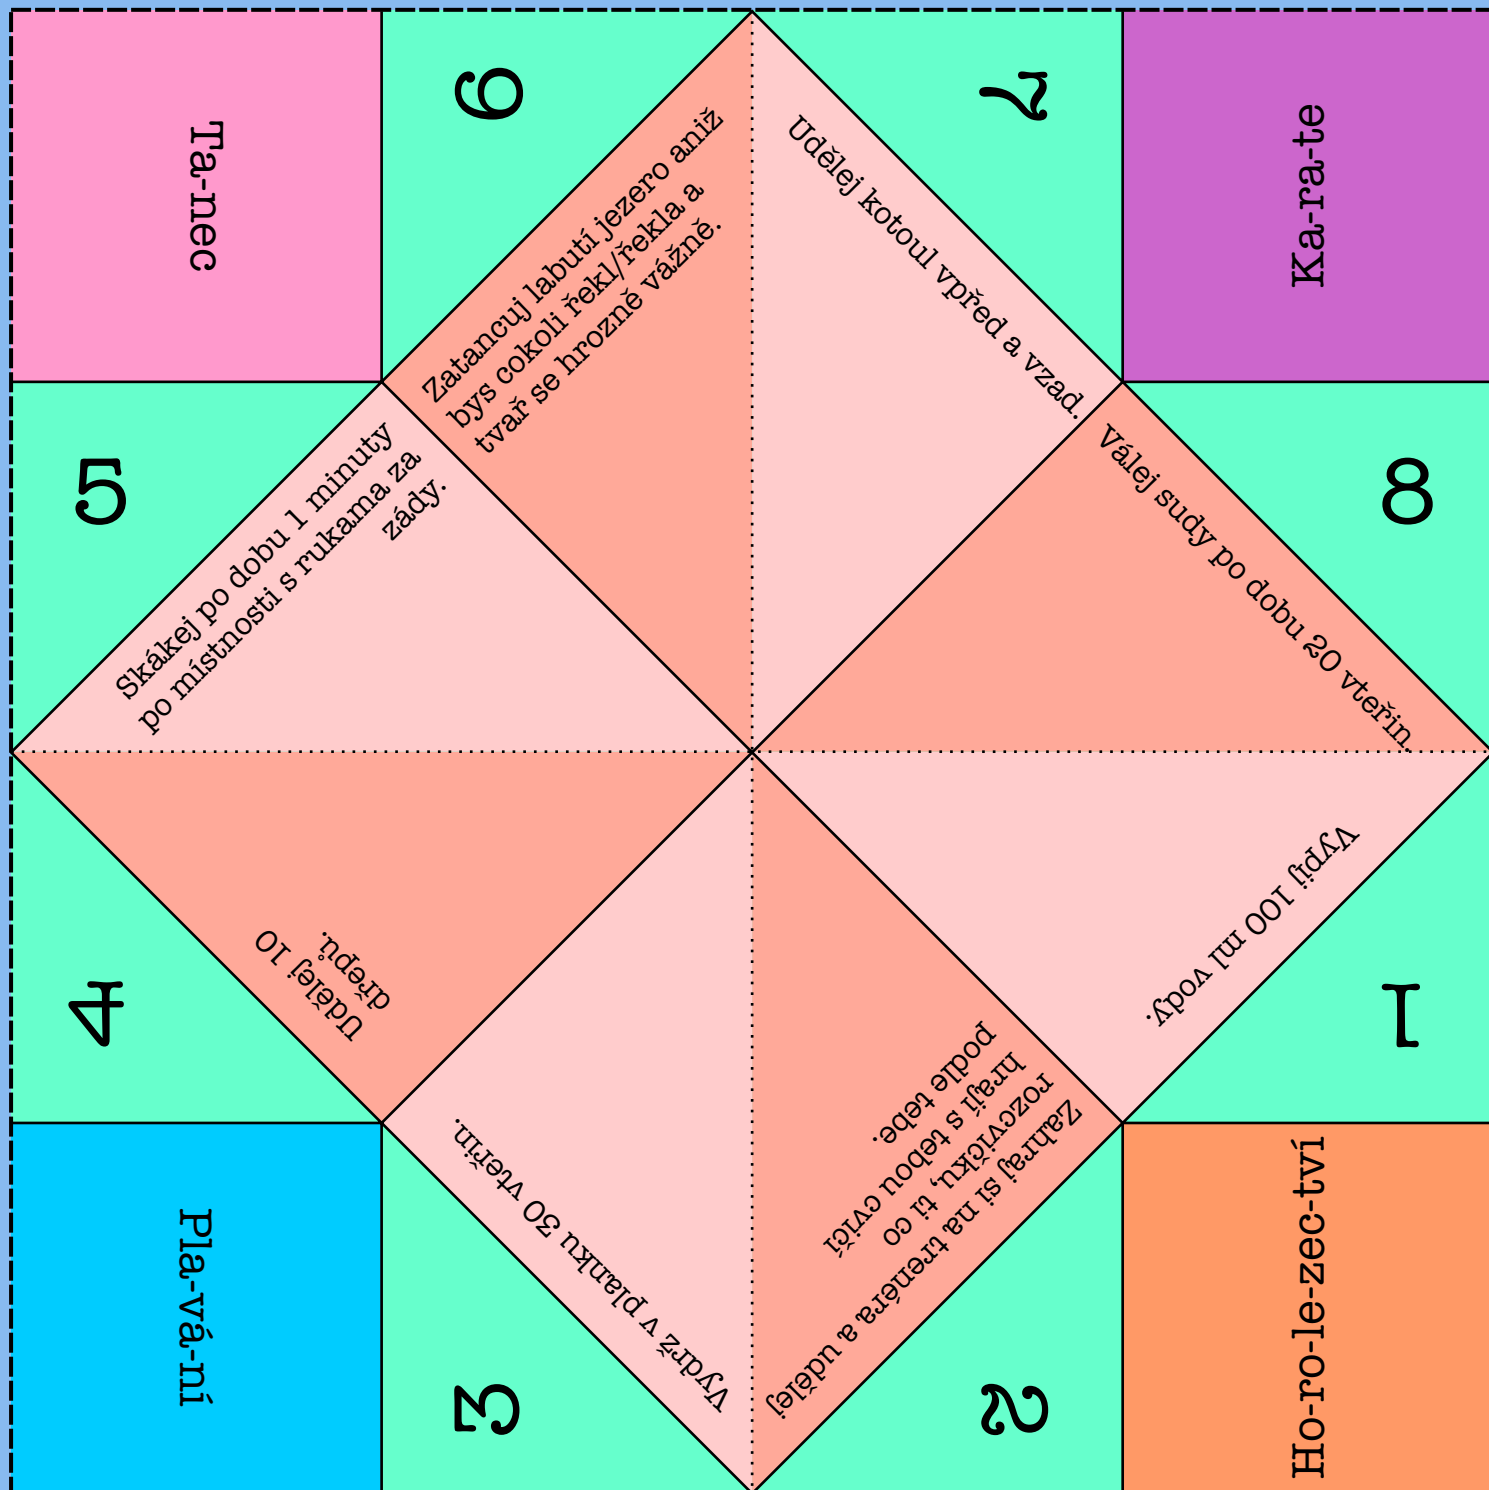 Ta-nec
6
7
Ka-ra-te
Zatancuj labutí jezero aniž
bys cokoli řekl/řekla a
tvař se hrozně vážně.
Udělej kotoul vpřed a vzad.
5
Skákej po dobu 1 minuty
po místnosti s rukama za
zády.
Válej sudy po dobu 20 vteřin.
8
4
Udělej 10
dřepů.
Vypij 100 ml vody.
1
Pla-vá-ní
3
Vydrž v planku 30 vteřin.
Zahraj si na trenéra a udělej
rozcvičku, ti co
hrají s tebou cvičí
podle tebe.
2
Ho-ro-le-zec-tví